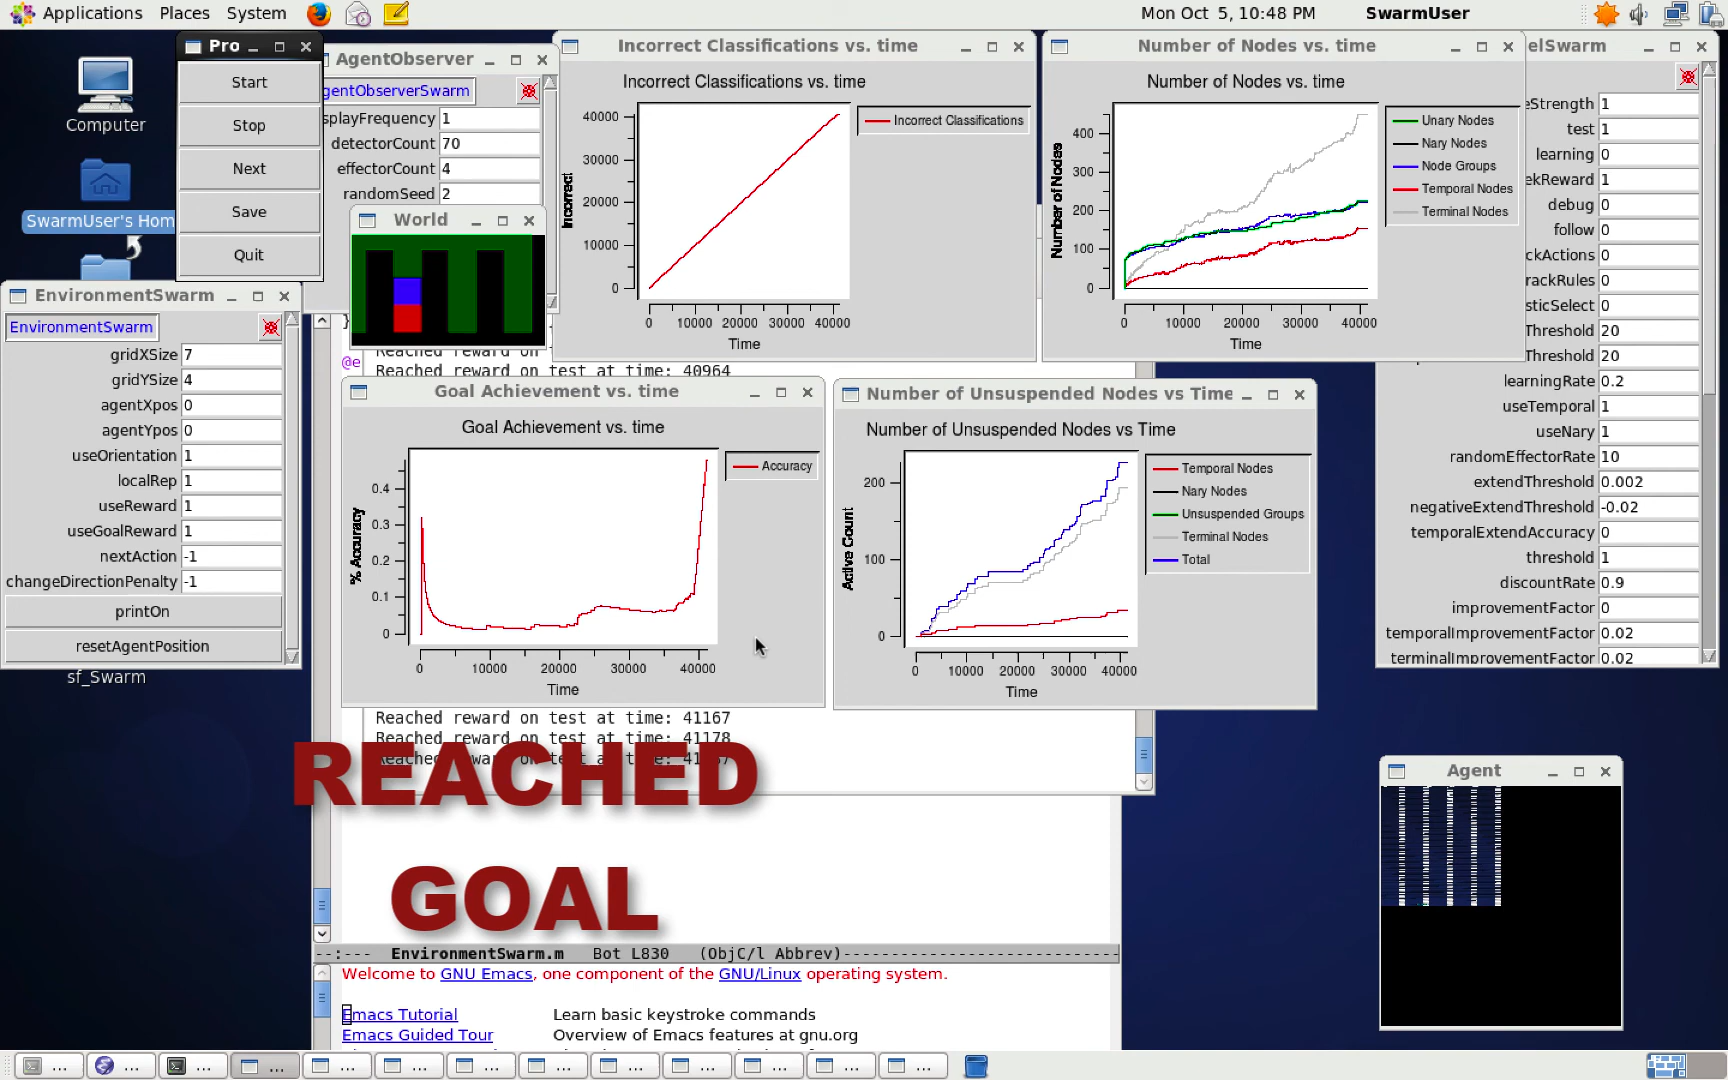 Applications Places System
Mon Oct 5, 10:48 PM SwarmUser
Computer
SwarmUser's Hom
sf_Swarm
Pro
Start
Stop
Next
Save
Quit
AgentObserver
gentObserverSwarm
splayFrequency 1
detectorCount 70
effectorCount 4
randomSeed 2
World
EnvironmentSwarm
EnvironmentSwarm
gridXSize 7
gridYSize 4
agentXpos 0
agentYpos 0
useOrientation 1
localRep 1
useReward 1
useGoalReward 1
nextAction -1
changeDirectionPenalty -1
printOn
resetAgentPosition
Incorrect Classifications vs. time
Incorrect Classifications vs. time
Incorrect Classifications
Incorrect
40000
30000
20000
10000
0
0 10000 20000 30000 40000
Time
Number of Nodes vs. time
Number of Nodes vs. time
Unary Nodes
Nary Nodes
Node Groups
Temporal Nodes
Terminal Nodes
Number of Nodes
400
300
200
100
0
0 10000 20000 30000 40000
Time
elSwarm
eStrength 1
test 1
learning 0
ekReward 1
debug 0
follow 0
ckActions 0
rackRules 0
sticSelect 0
Threshold 20
Threshold 20
learningRate 0.2
useTemporal 1
useNary 1
randomEffectorRate 10
extendThreshold 0.002
negativeExtendThreshold -0.02
temporalExtendAccuracy 0
threshold 1
discountRate 0.9
improvementFactor 0
temporalImprovementFactor 0.02
terminalImprovementFactor 0.02
@e
Reached reward on
Reached reward on test at time: 40964
Goal Achievement vs. time
Goal Achievement vs. time
Accuracy
% Accuracy
0.4
0.3
0.2
0.1
0
0 10000 20000 30000 40000
Time
Number of Unsuspended Nodes vs Time
Number of Unsuspended Nodes vs Time
Temporal Nodes
Nary Nodes
Unsuspended Groups
Terminal Nodes
Total
Active Count
200
100
0
0 10000 20000 30000 40000
Time
Reached reward on test at time: 41167
Reached reward on test at time: 41178
REACHED
GOAL
Agent
--:--- EnvironmentSwarm.m Bot L830 (ObjC/l Abbrev)
Welcome to GNU Emacs, one component of the GNU/Linux operating system.
Emacs Tutorial Learn basic keystroke commands
Emacs Guided Tour Overview of Emacs features at gnu.org
... ... ... ... ... ... ... ... ... ... ... ... ...